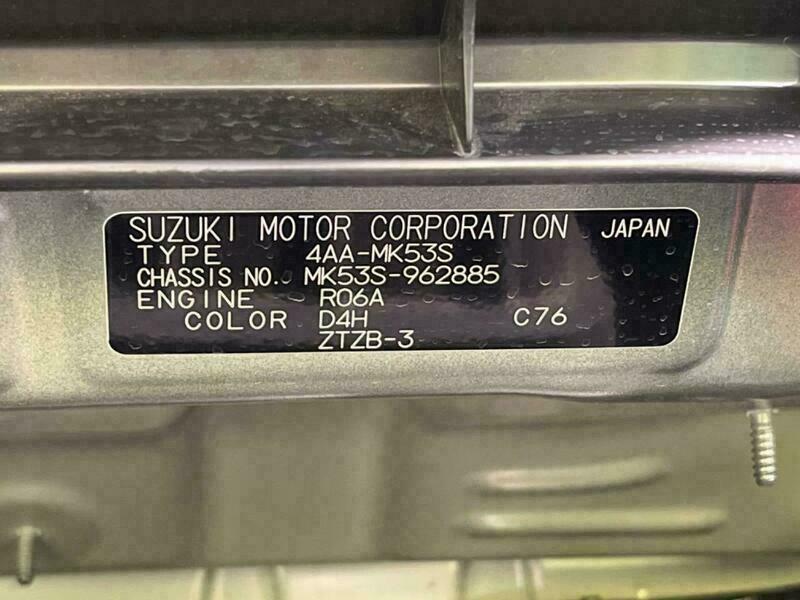 SUZUKI MOTOR CORPORATION JAPAN
TYPE 4AA-MK53S
CHASSIS NO. MK53S-962885
ENGINE R06A
COLOR D4H C76
ZTZB-3